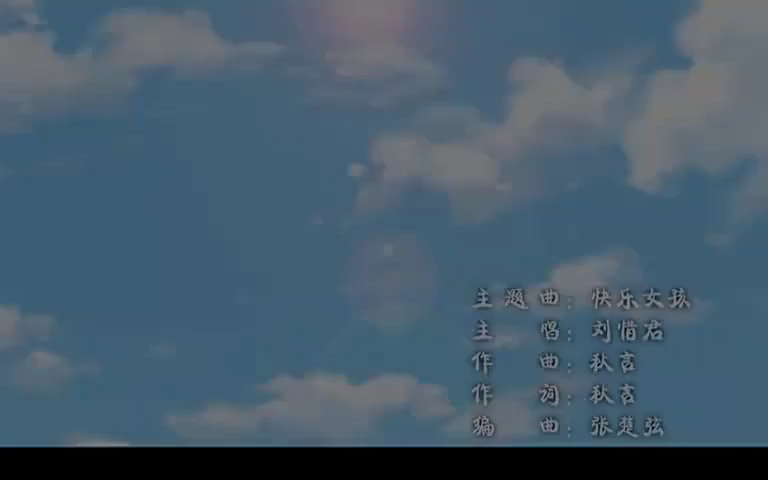 主题曲：快乐女孩
主　唱：刘惜君
作　曲：秋言
作　词：秋言
编　曲：张楚弦